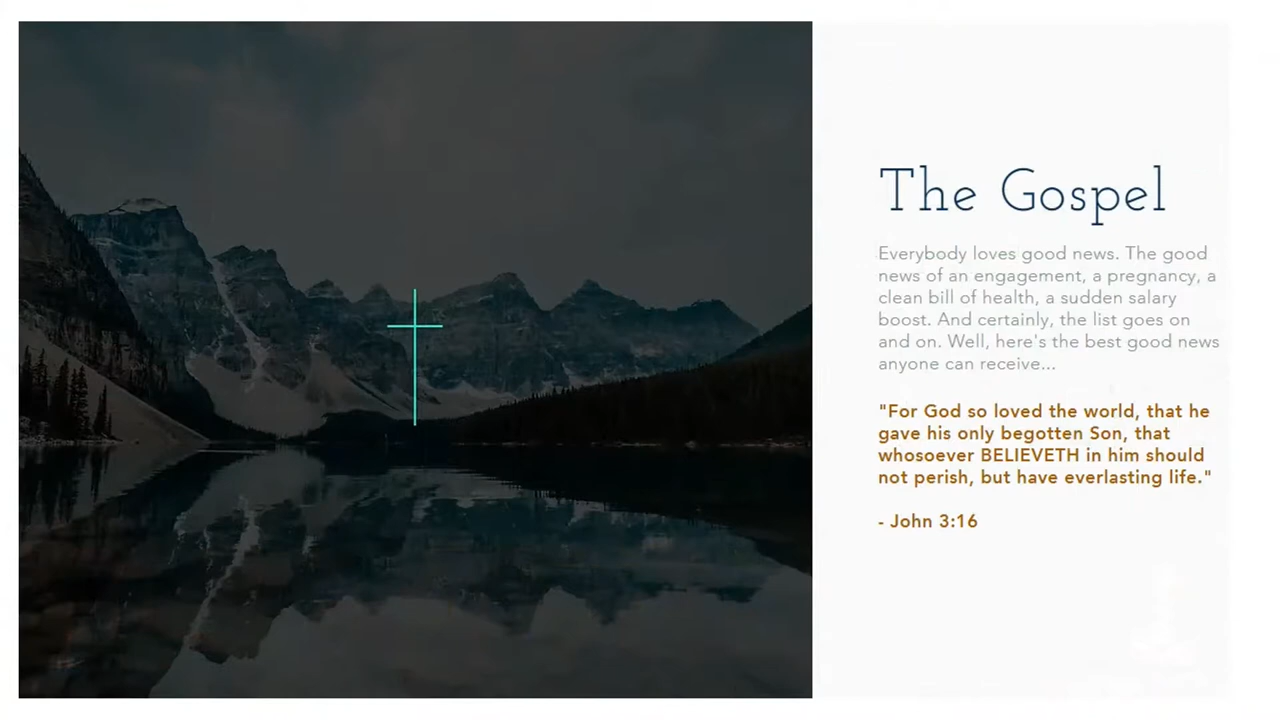 The Gospel
Everybody loves good news. The good
news of an engagement, a pregnancy, a
clean bill of health, a sudden salary
boost. And certainly, the list goes on
and on. Well, here's the best good news
anyone can receive...
"For God so loved the world, that he
gave his only begotten Son, that
whosoever BELIEVETH in him should
not perish, but have everlasting life."
- John 3:16